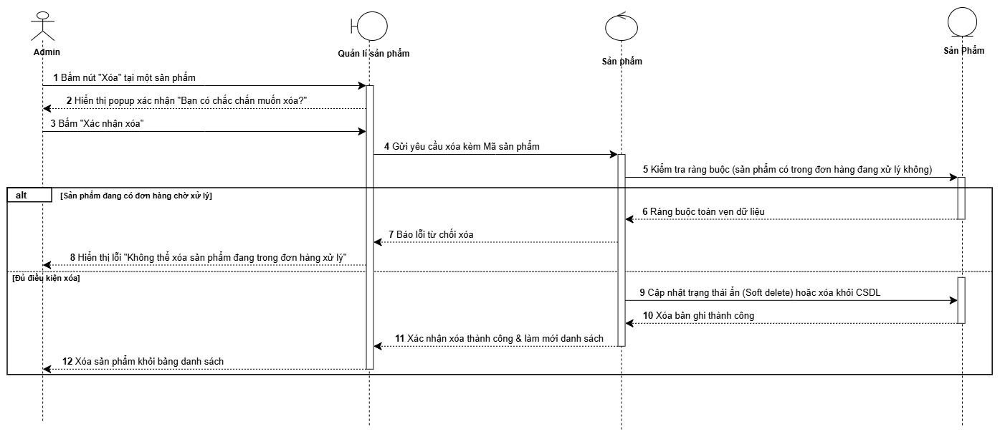 Admin
Quản lí sản phẩm
Sản phẩm
Sản Phẩm
1 Bấm nút "Xóa" tại một sản phẩm
2 Hiển thị popup xác nhận "Bạn có chắc chắn muốn xóa?"
3 Bấm "Xác nhận xóa"
4 Gửi yêu cầu xóa kèm Mã sản phẩm
5 Kiểm tra ràng buộc (sản phẩm có trong đơn hàng đang xử lý không)
alt
[Sản phẩm đang có đơn hàng chờ xử lý]
6 Ràng buộc toàn vẹn dữ liệu
7 Báo lỗi từ chối xóa
8 Hiển thị lỗi "Không thể xóa sản phẩm đang trong đơn hàng xử lý"
[Đủ điều kiện xóa]
9 Cập nhật trạng thái ẩn (Soft delete) hoặc xóa khỏi CSDL
10 Xóa bản ghi thành công
11 Xác nhận xóa thành công & làm mới danh sách
12 Xóa sản phẩm khỏi bảng danh sách